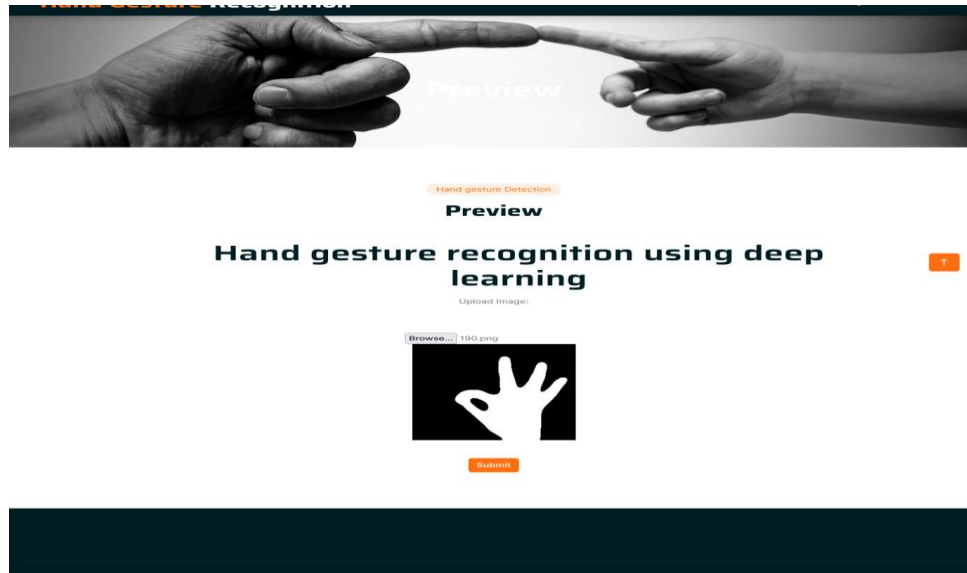 Hand Gesture Recognition
Preview
Hand gesture Detection
Preview
Hand gesture recognition using deep
learning
Upload Image:
Browse... 190.png
Submit